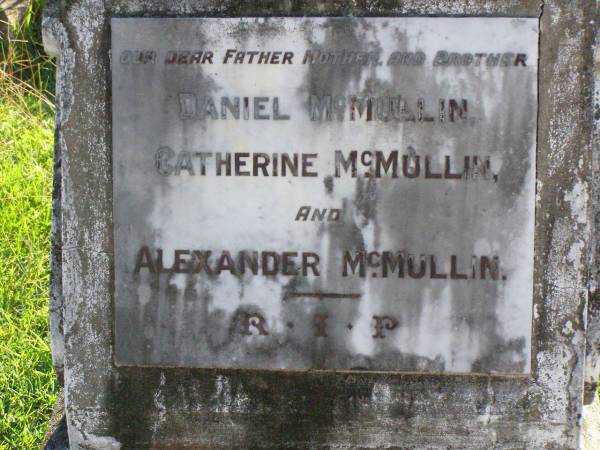 Our dear Father Mother, and Brother
Daniel McMullin,
Catherine McMullin,
and
Alexander McMullin.
R · I · P